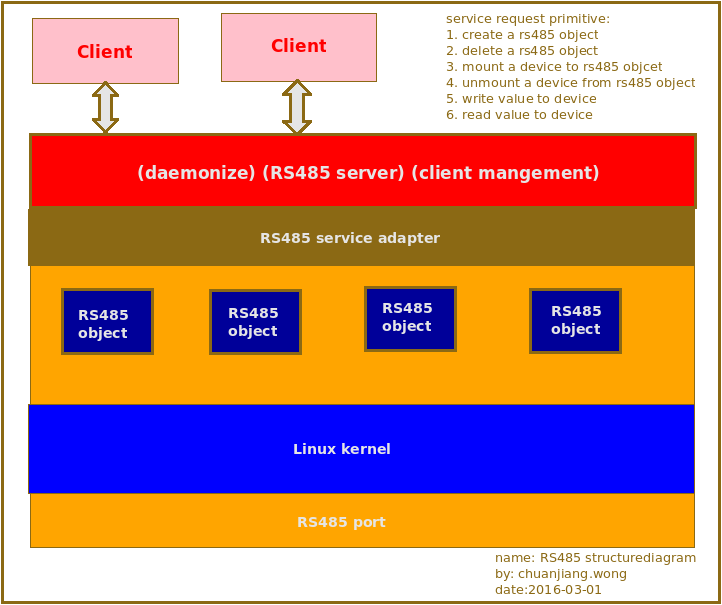 Client
Client
service request primitive:
1. create a rs485 object
2. delete a rs485 object
3. mount a device to rs485 objcet
4. unmount a device from rs485 object
5. write value to device
6. read value to device
(daemonize) (RS485 server) (client mangement)
RS485 service adapter
RS485
object
RS485
object
RS485
object
RS485
object
Linux kernel
RS485 port
name: RS485 structurediagram
by: chuanjiang.wong
date:2016-03-01